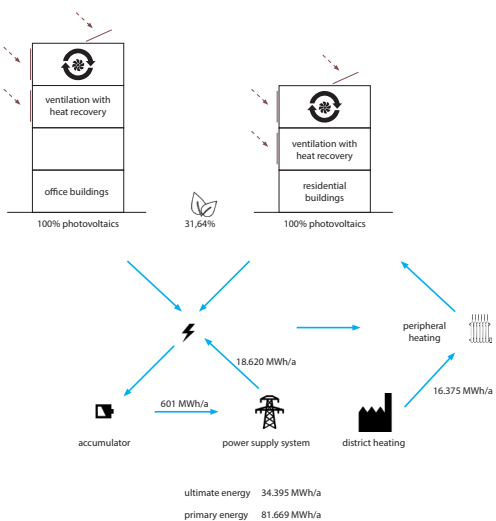 ventilation with
heat recovery
office buildings
100% photovoltaics
31,64%
ventilation with
heat recovery
residential
buildings
100% photovoltaics
peripheral
heating
18.620 MWh/a
16.375 MWh/a
601 MWh/a
accumulator
power supply system
district heating
ultimate energy 34.395 MWh/a
primary energy 81.669 MWh/a